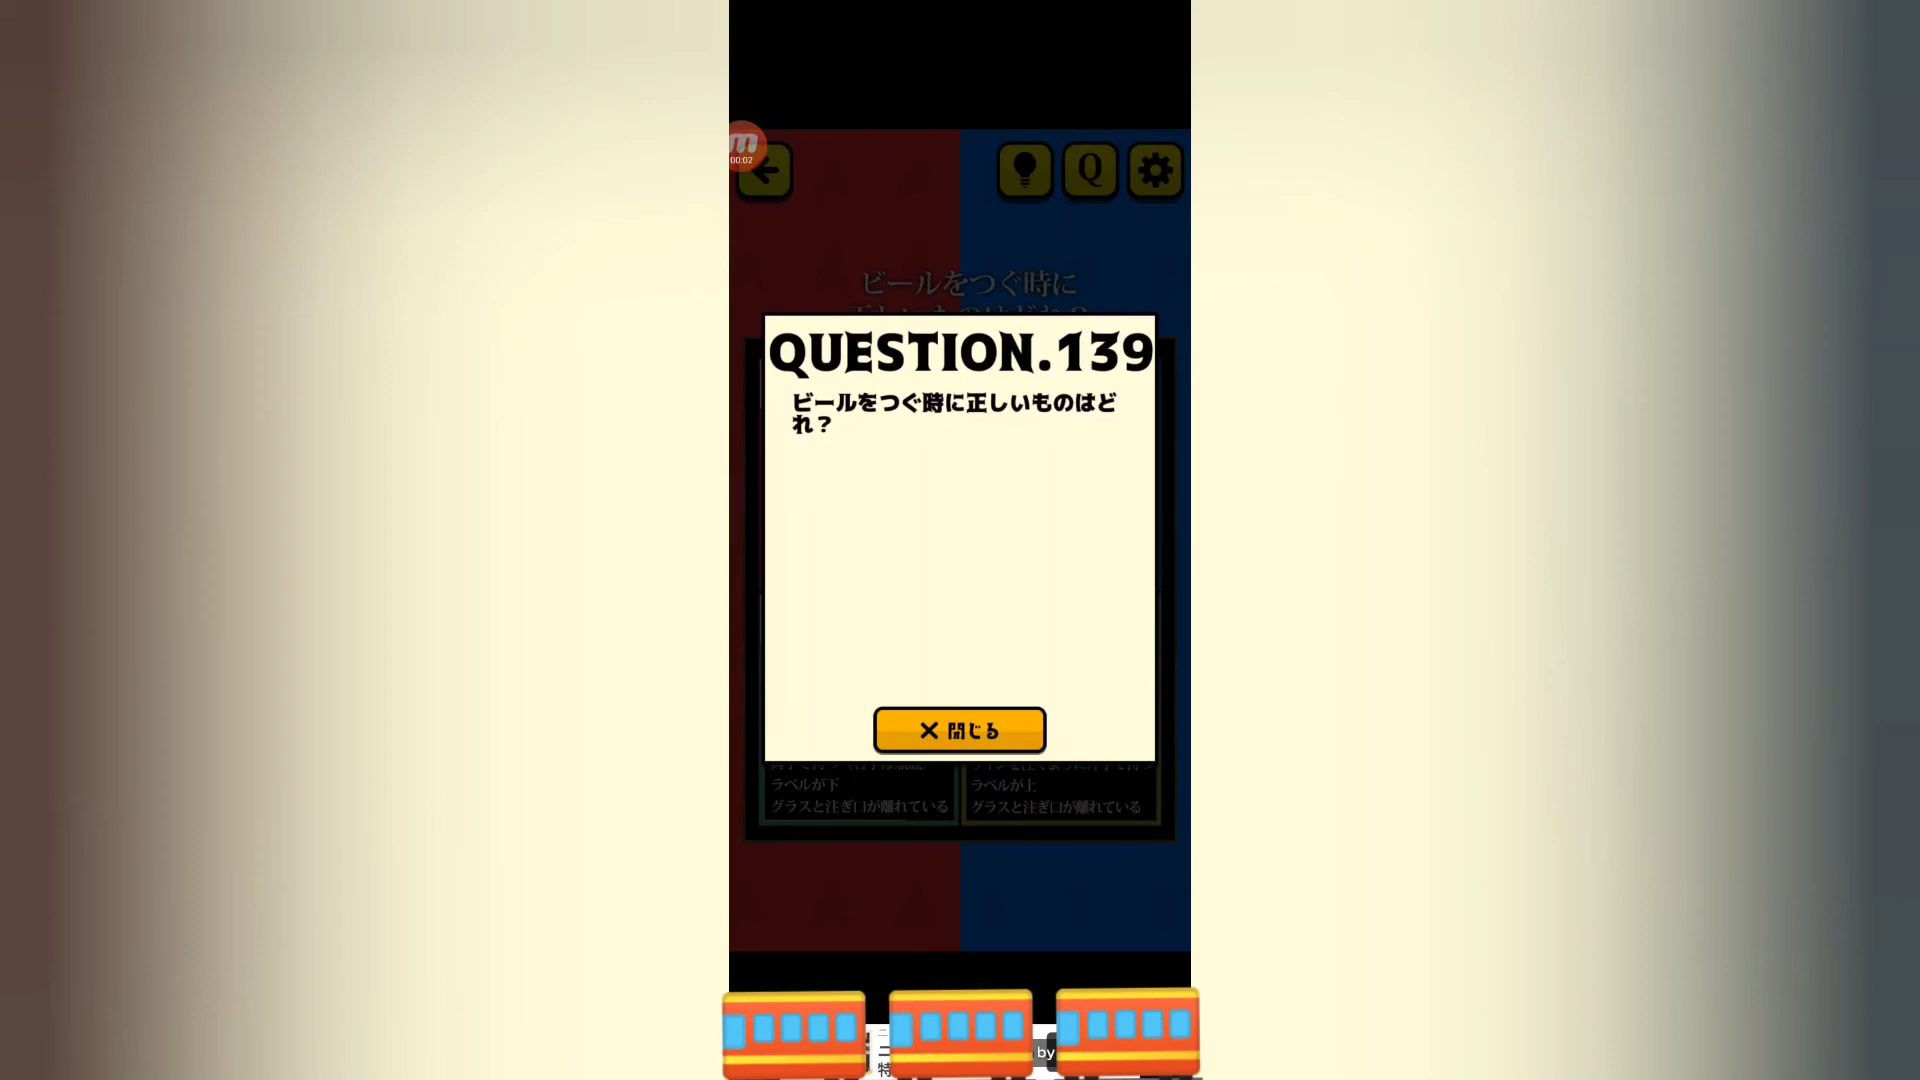 00:02
Q
ビールをつぐ時に
QUESTION.139
ビールをつぐ時に正しいものはど
れ？
閉じる
ラベルが下
グラスと注ぎ口が離れている
ラベルが上
グラスと注ぎ口が離れている
by
特